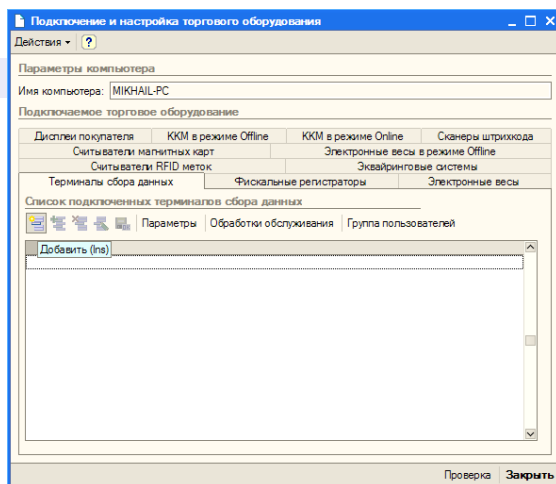 Подключение и настройка торгового оборудования
Действия ?
Параметры компьютера
Имя компьютера: MIKHAIL-PC
Подключаемое торговое оборудование
Дисплеи покупателя ККМ в режиме Offline ККМ в режиме Online Сканеры штрихкода
Считыватели магнитных карт Электронные весы в режиме Offline
Считыватели RFID меток Эквайринговые системы
Терминалы сбора данных Фискальные регистраторы Электронные весы
Список подключенных терминалов сбора данных
Параметры Обработки обслуживания Группа пользователей
Добавить (Ins)
Проверка Закрыть